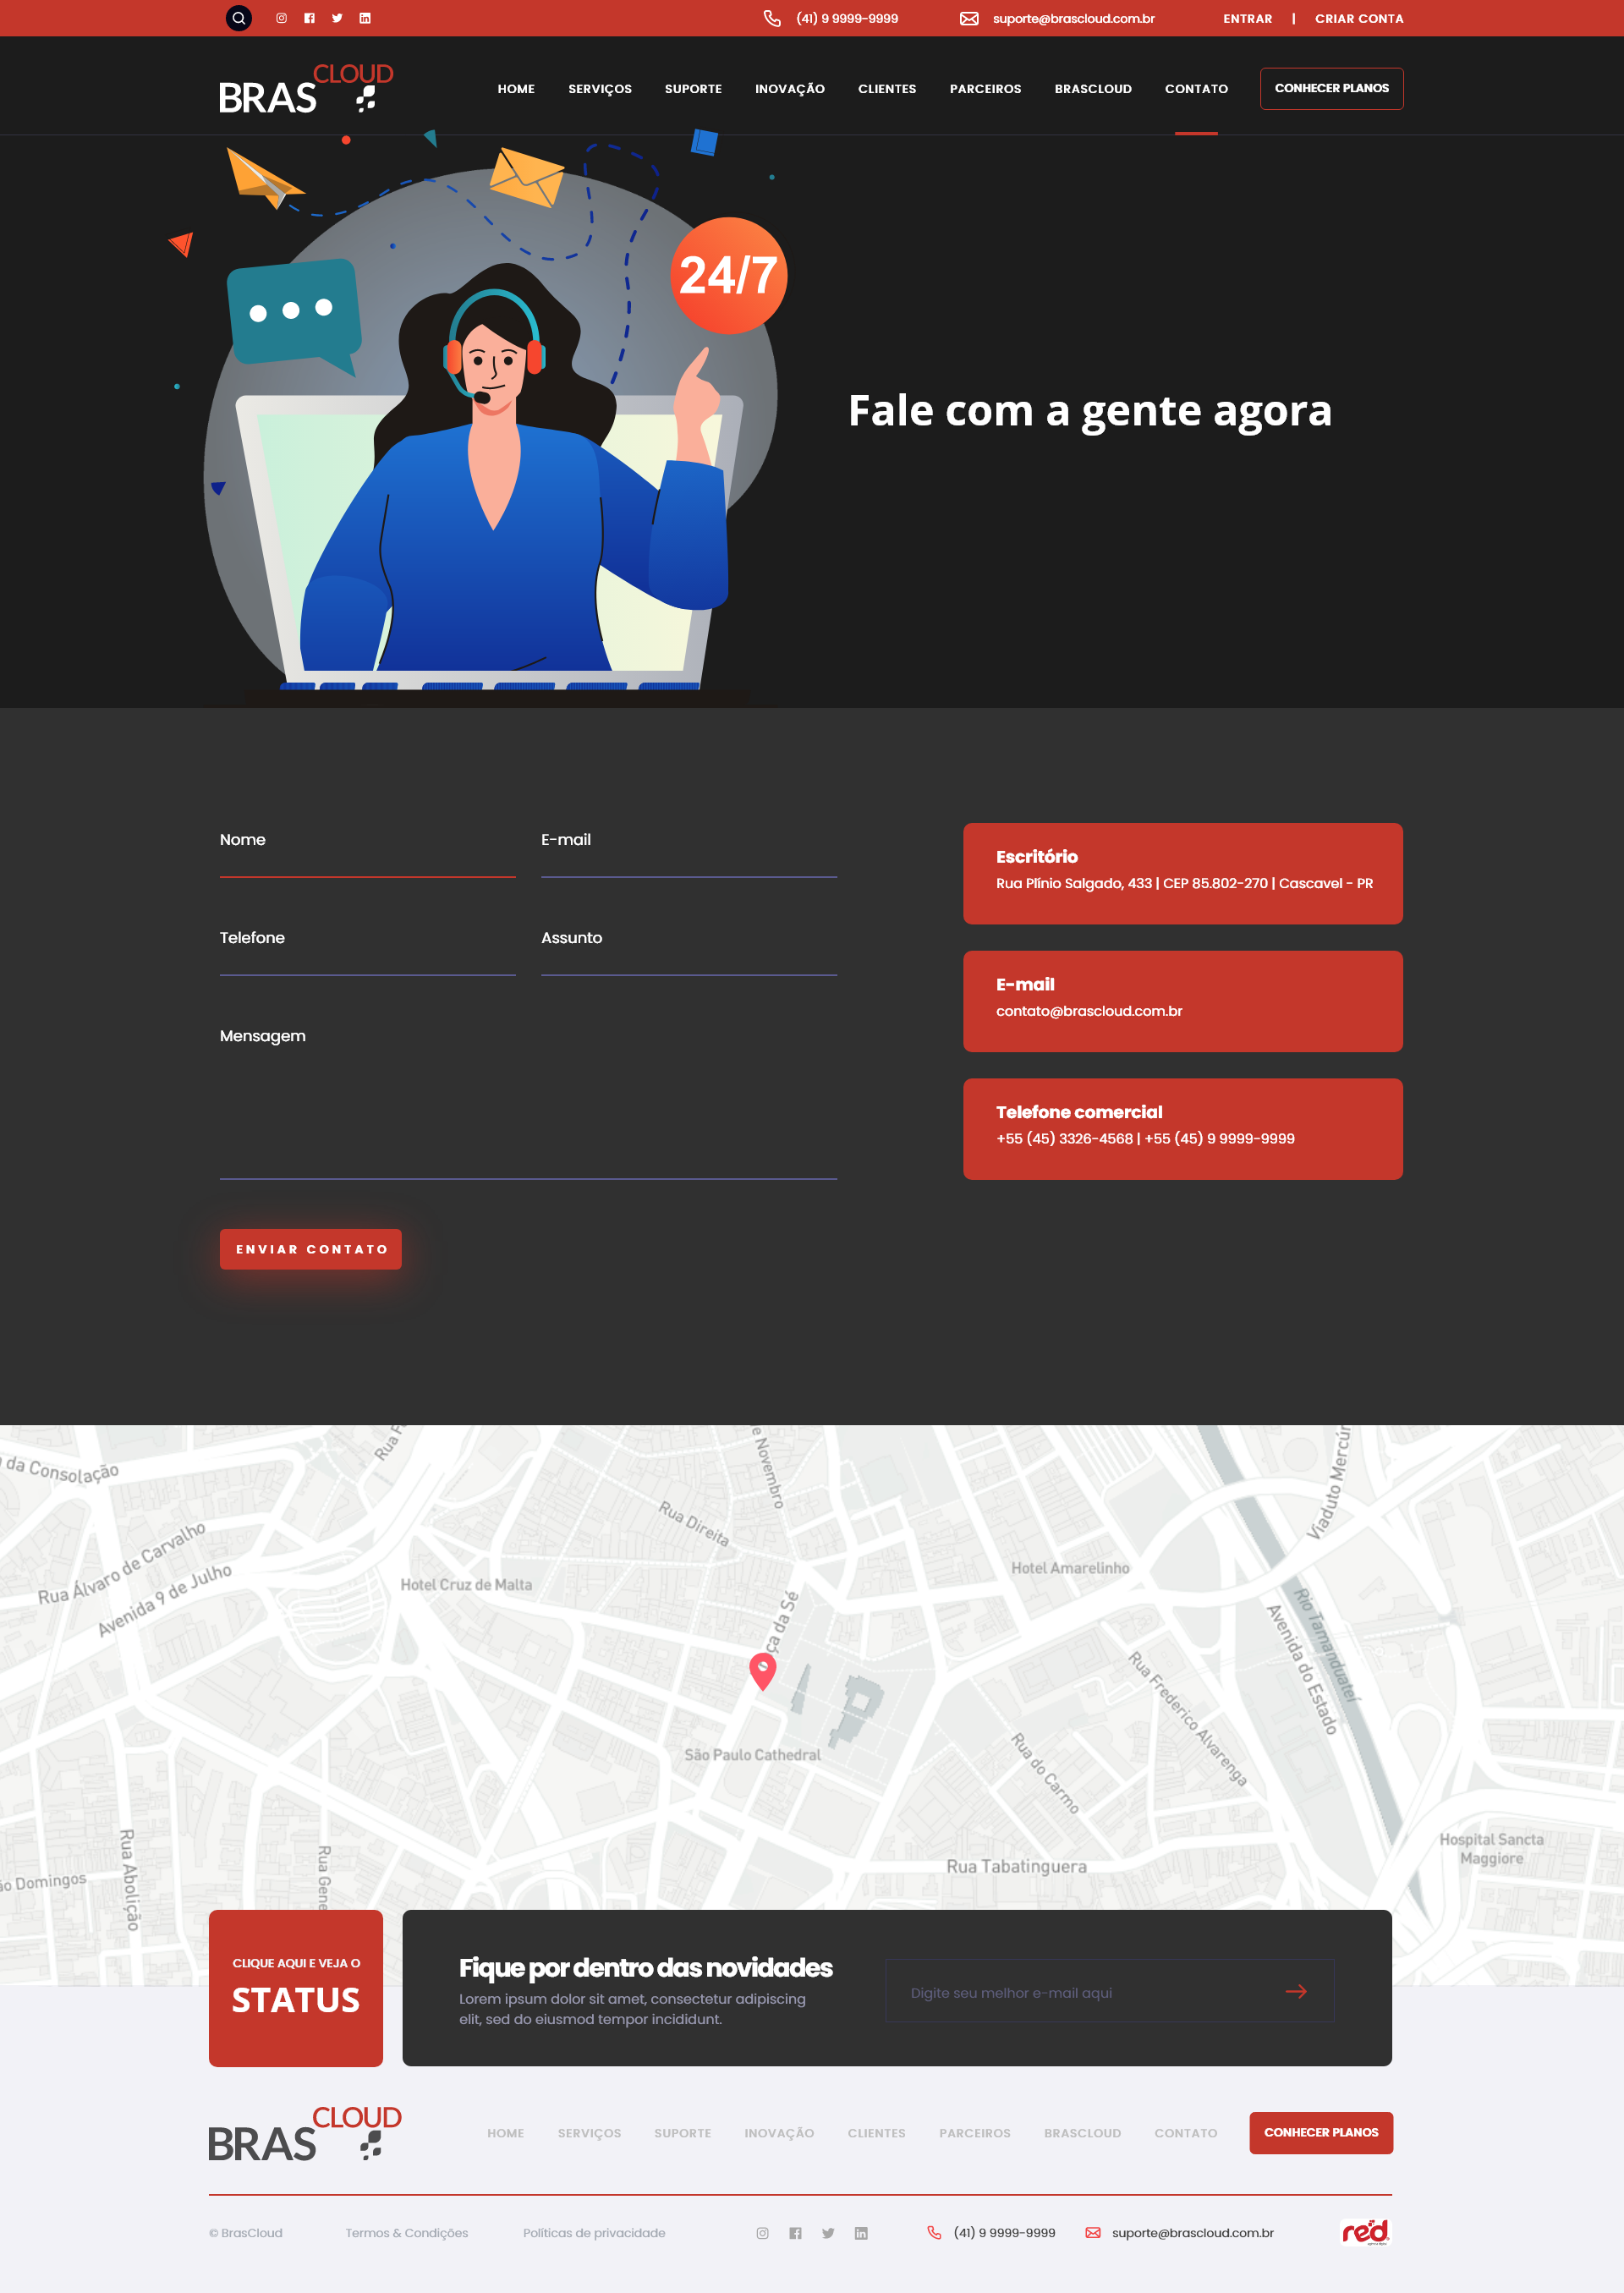 (41) 9 9999-9999
suporte@brascloud.com.br
ENTRAR | CRIAR CONTA
BRASCLOUD
HOME SERVIÇOS SUPORTE INOVAÇÃO CLIENTES PARCEIROS BRASCLOUD CONTATO
CONHECER PLANOS
24/7
Fale com a gente agora
Nome
E-mail
Telefone
Assunto
Mensagem
ENVIAR CONTATO
Escritório
Rua Plínio Salgado, 433 | CEP 85.802-270 | Cascavel - PR
E-mail
contato@brascloud.com.br
Telefone comercial
+55 (45) 3326-4568 | +55 (45) 9 9999-9999
da Consolação
Rua
Novembro
Viaduto Mercúr
Rua Direita
Rua Álvaro de Carvalho
Avenida 9 de Julho
Hotel Cruz de Malta
Hotel Amarelinho
ça da Sé
Rio Tamanduateí
Avenida do Estado
Rua Frederico Alvarenga
São Paulo Cathedral
Rua do Carmo
Rua Abolição
Rua Gene
Rua Tabatinguera
Hospital Sancta
Maggiore
ão Domingos
CLIQUE AQUI E VEJA O
STATUS
Fique por dentro das novidades
Lorem ipsum dolor sit amet, consectetur adipiscing
elit, sed do eiusmod tempor incididunt.
Digite seu melhor e-mail aqui
BRASCLOUD
HOME SERVIÇOS SUPORTE INOVAÇÃO CLIENTES PARCEIROS BRASCLOUD CONTATO
CONHECER PLANOS
© BrasCloud
Termos & Condições
Políticas de privacidade
(41) 9 9999-9999
suporte@brascloud.com.br
red